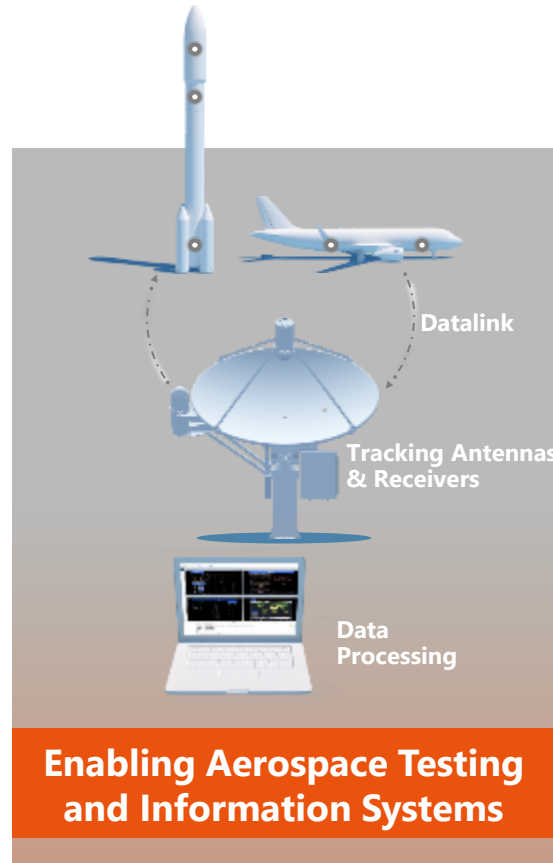 Datalink
Tracking Antennas
& Receivers
Data
Processing
Enabling Aerospace Testing
and Information Systems